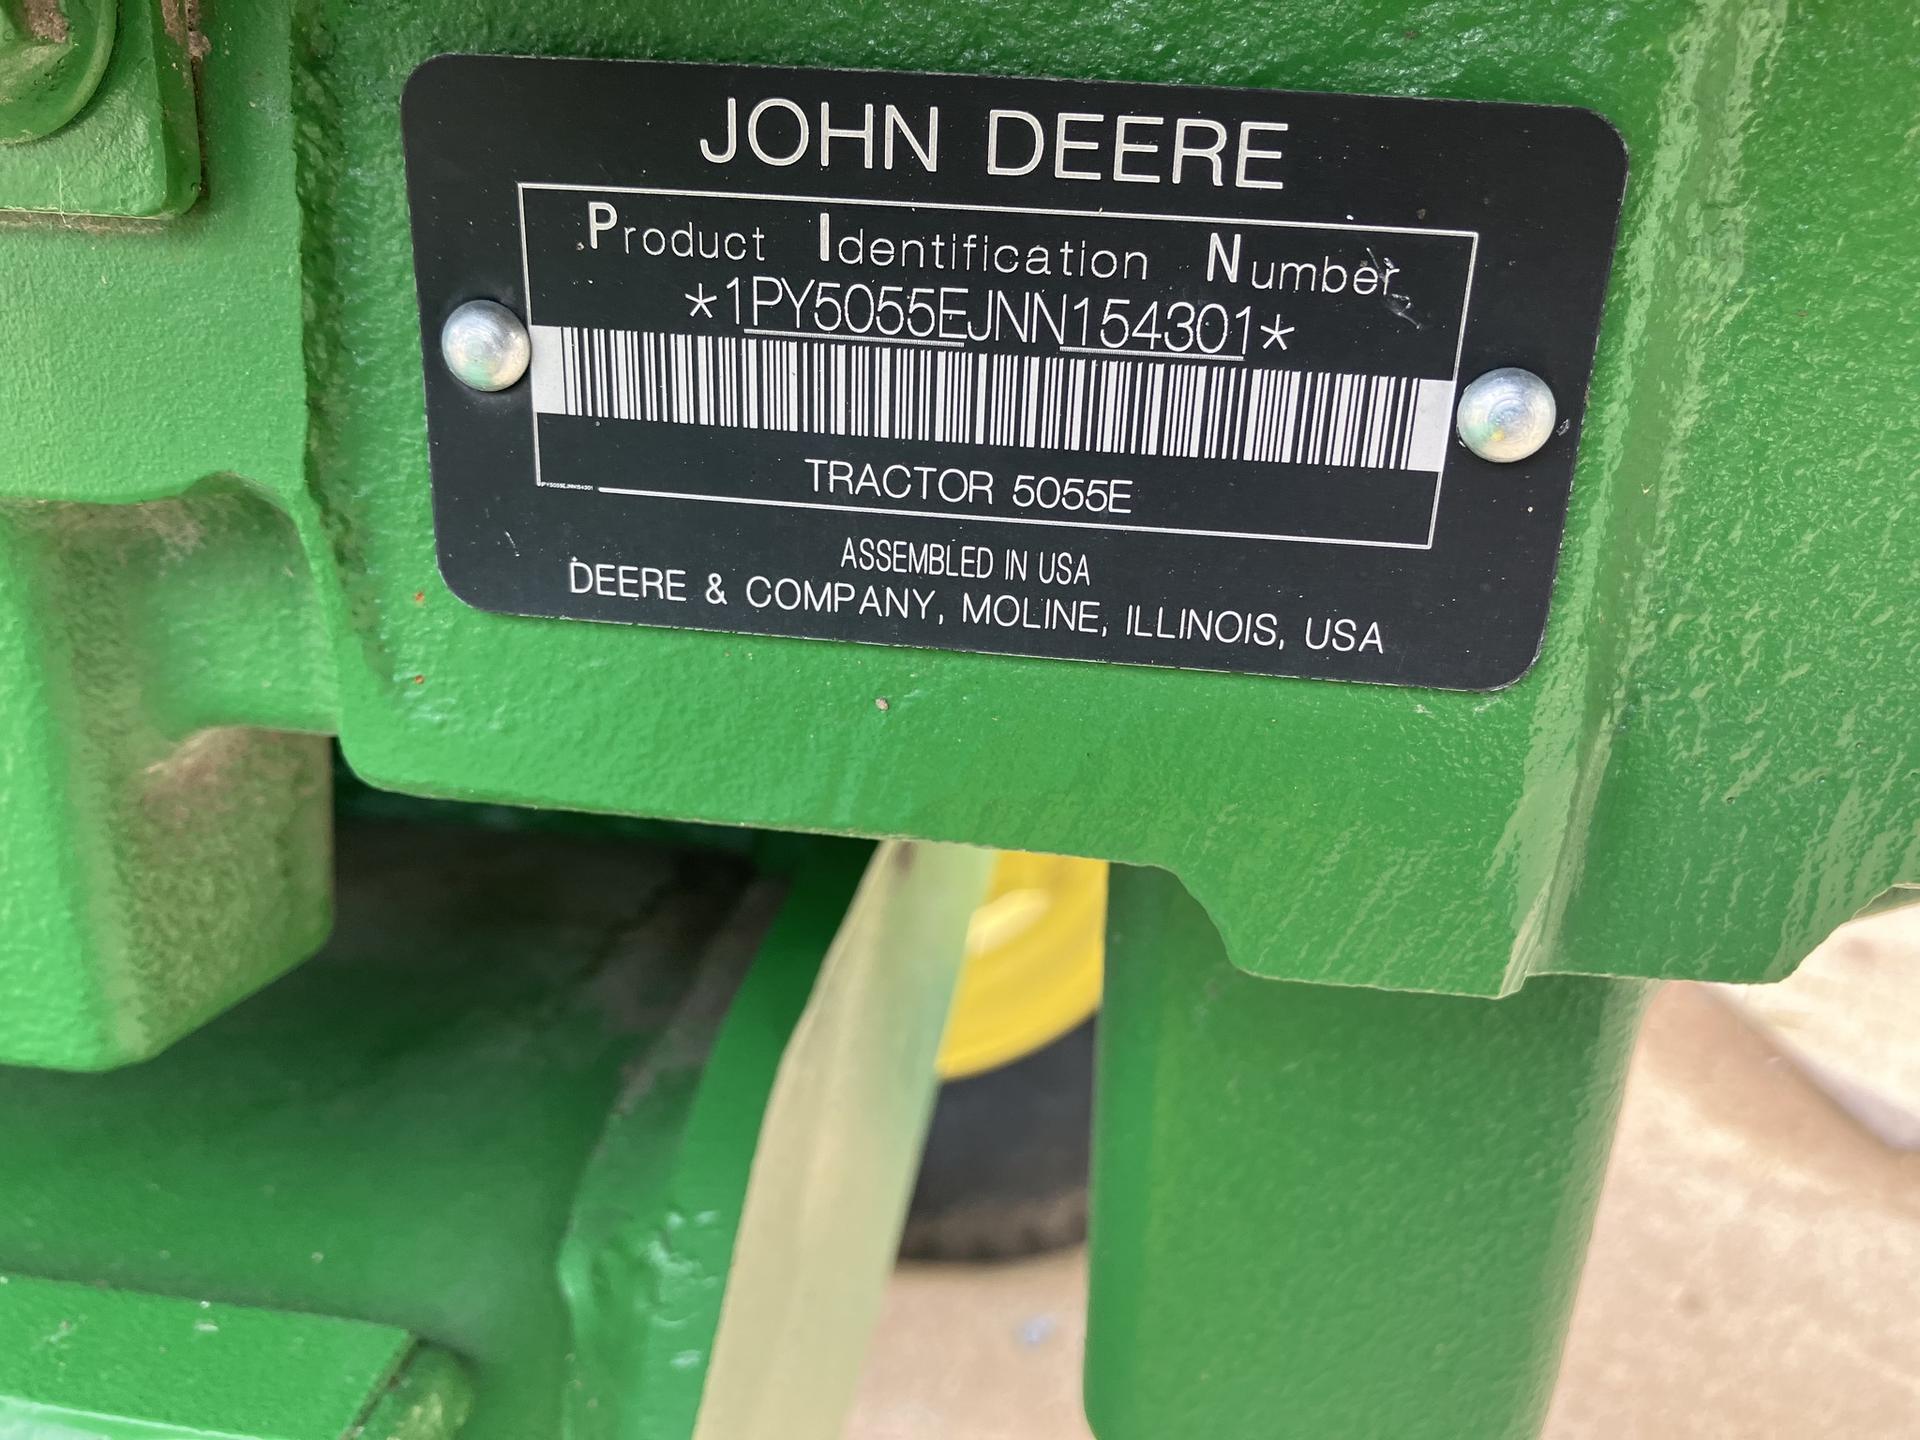 JOHN DEERE
Product Identification Number
*1PY5055EJNN154301*
TRACTOR 5055E
ASSEMBLED IN USA
DEERE & COMPANY, MOLINE, ILLINOIS, USA